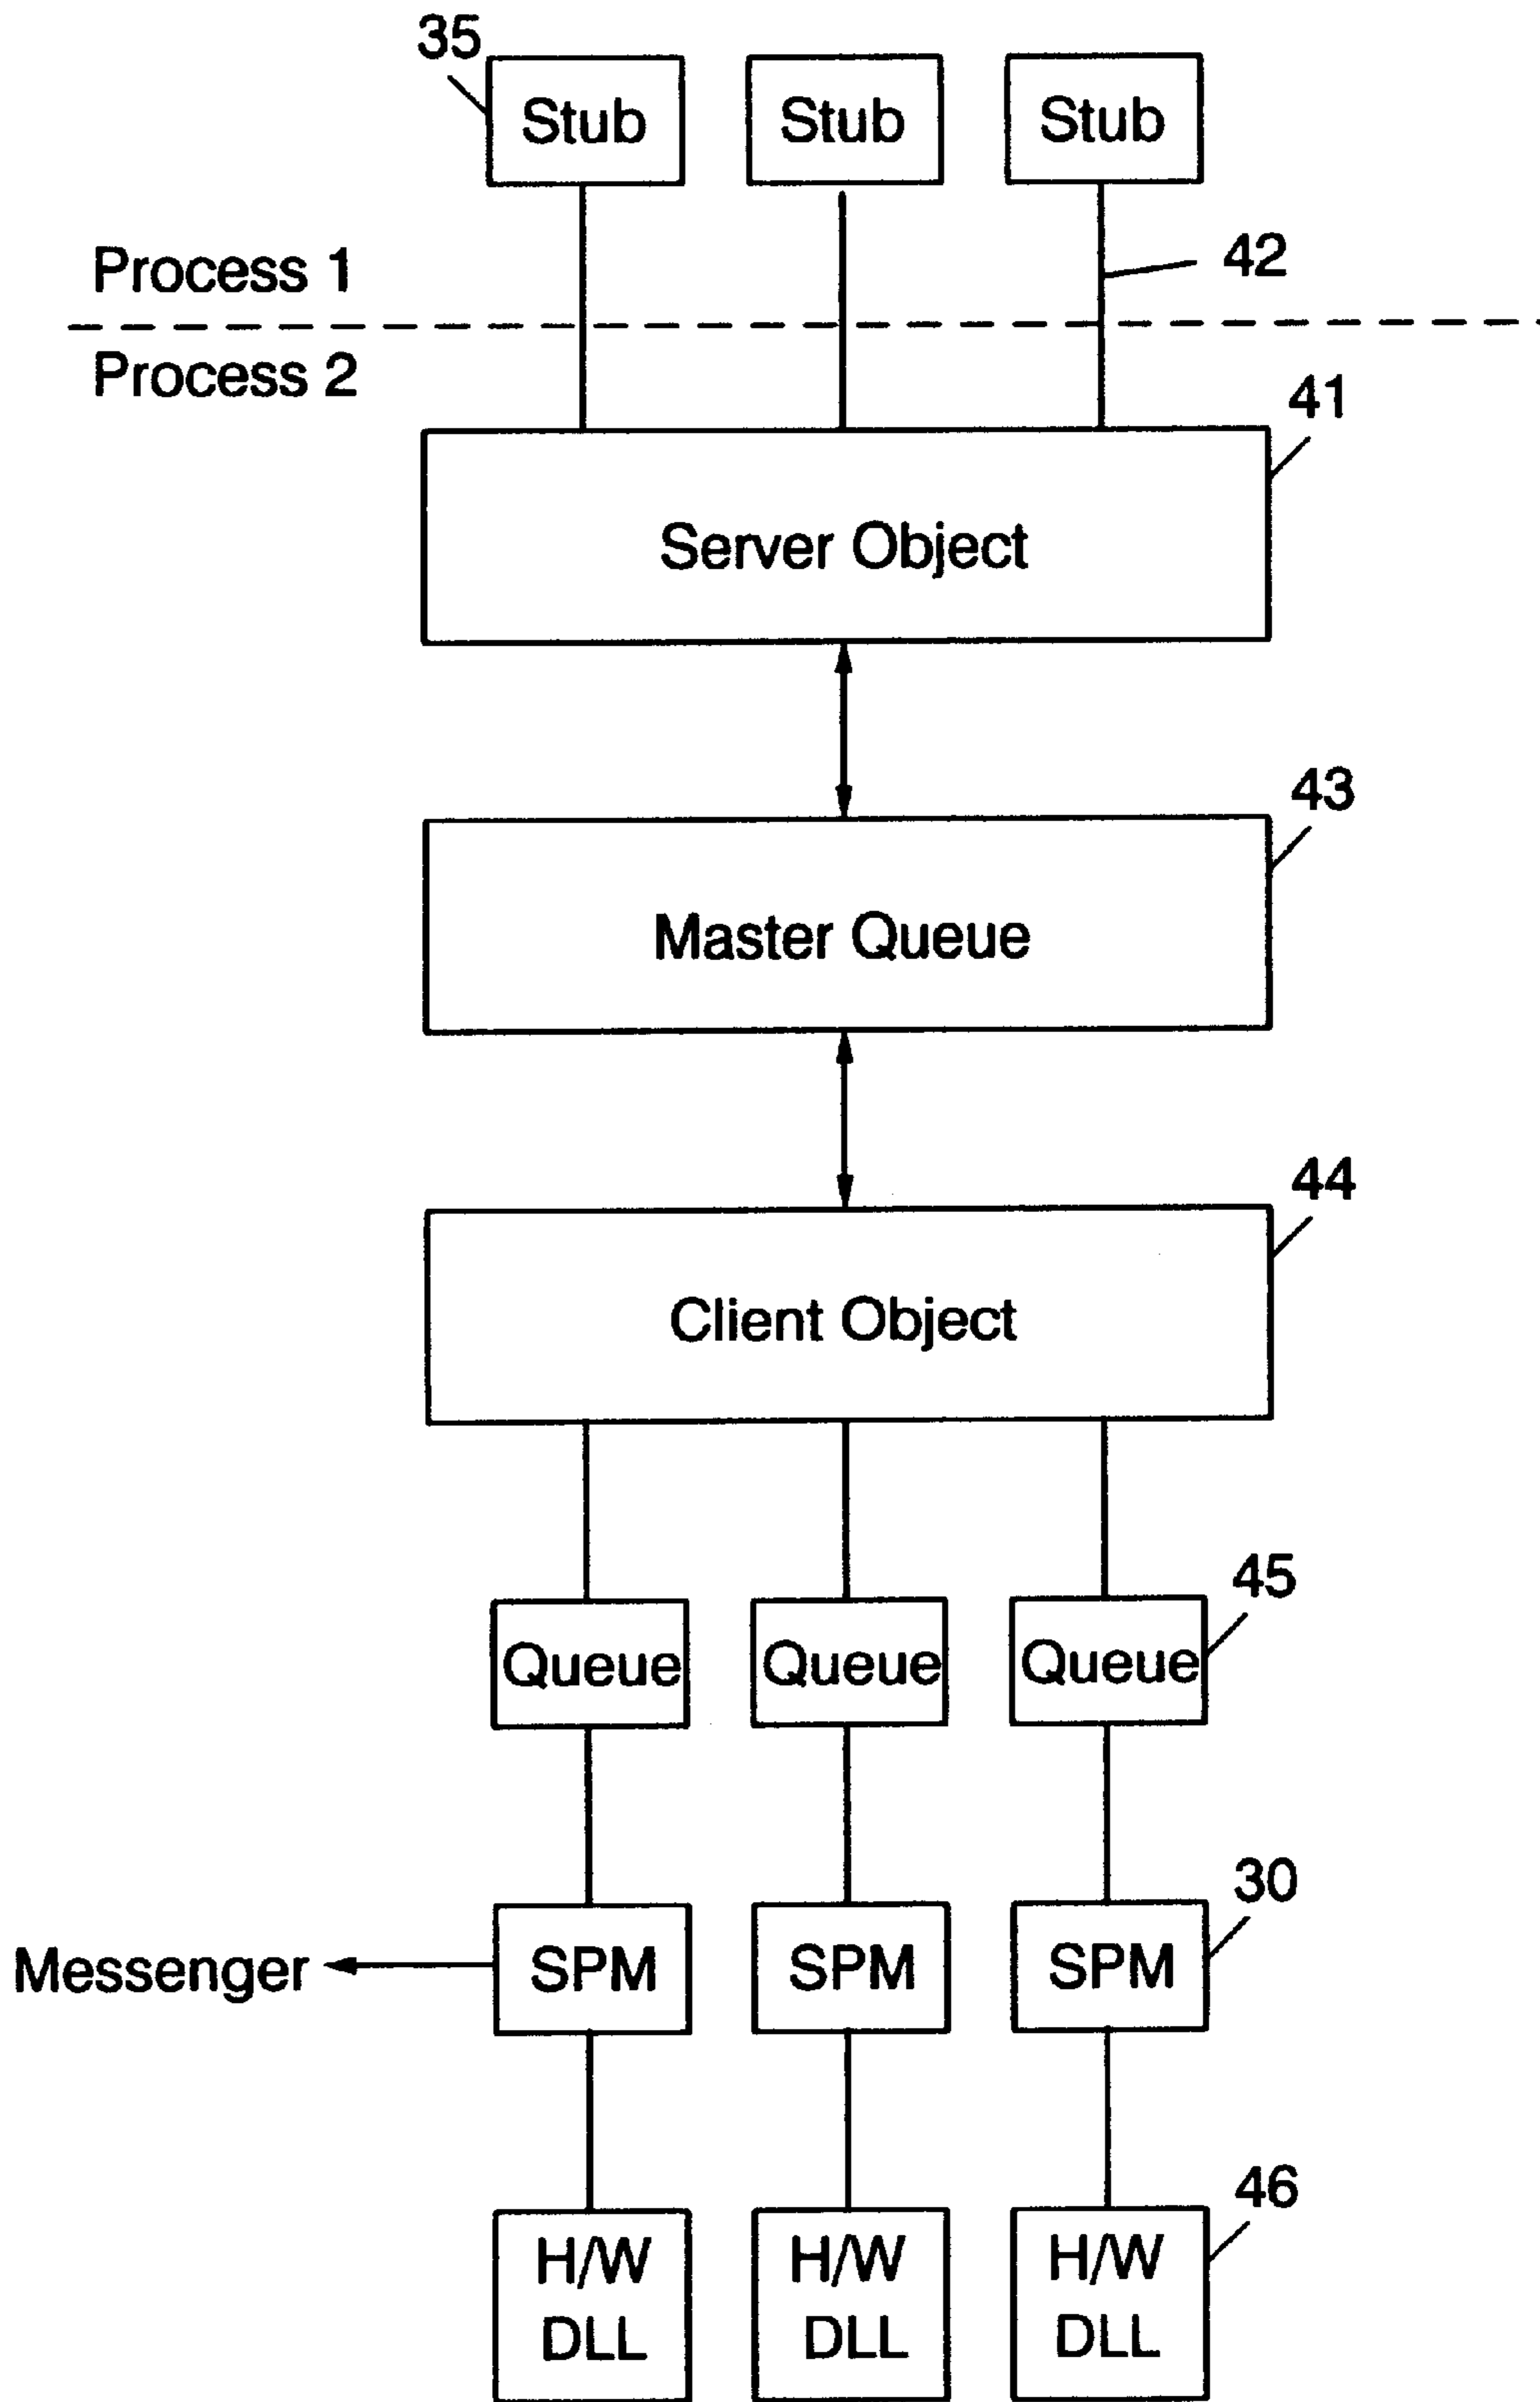 35
Stub Stub Stub
Process 1
42
Process 2
41
Server Object
43
Master Queue
44
Client Object
45
Queue Queue Queue
30
Messenger SPM SPM SPM
46
H/W H/W H/W
DLL DLL DLL